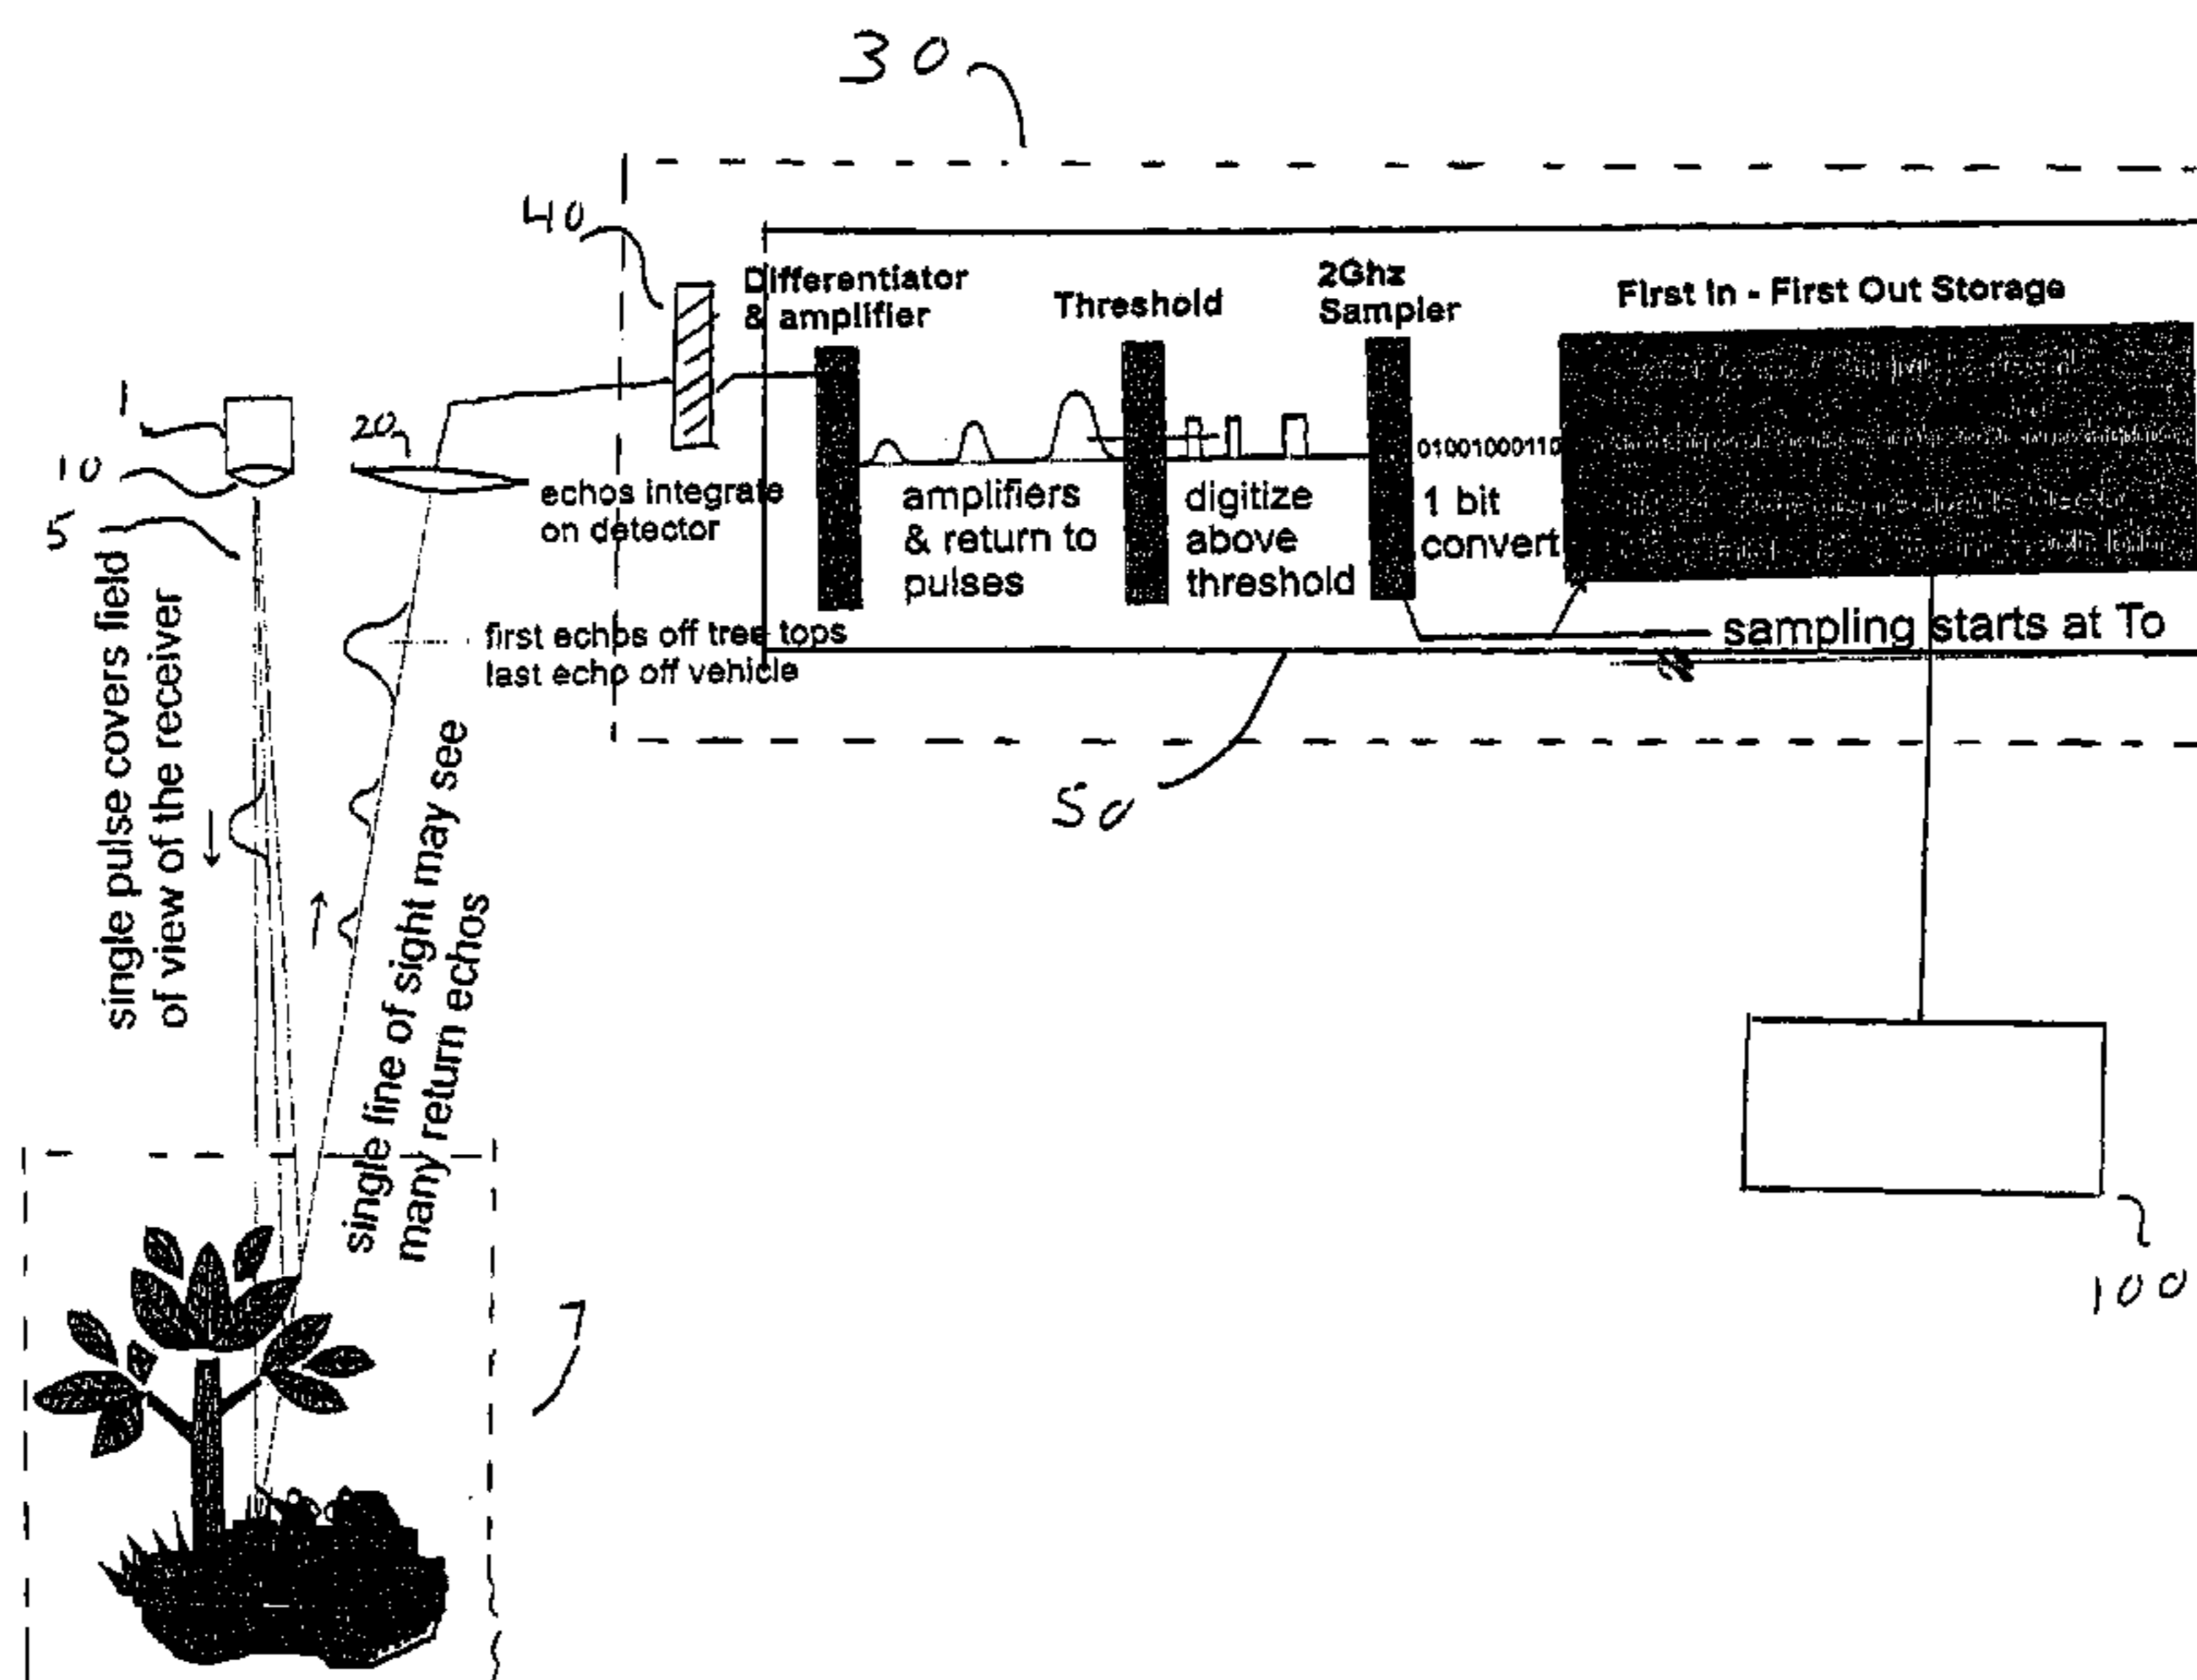 30
40
Differentiator
& amplifier
Threshold
2Ghz
Sampler
First In - First Out Storage
1
10
5
20
echos integrate
on detector
amplifiers
& return to
pulses
digitize
above
threshold
01001000110
1 bit
convert
first echos off tree tops
last echo off vehicle
sampling starts at To
50
single pulse covers field
of view of the receiver
single line of sight may see
many return echos
7
100